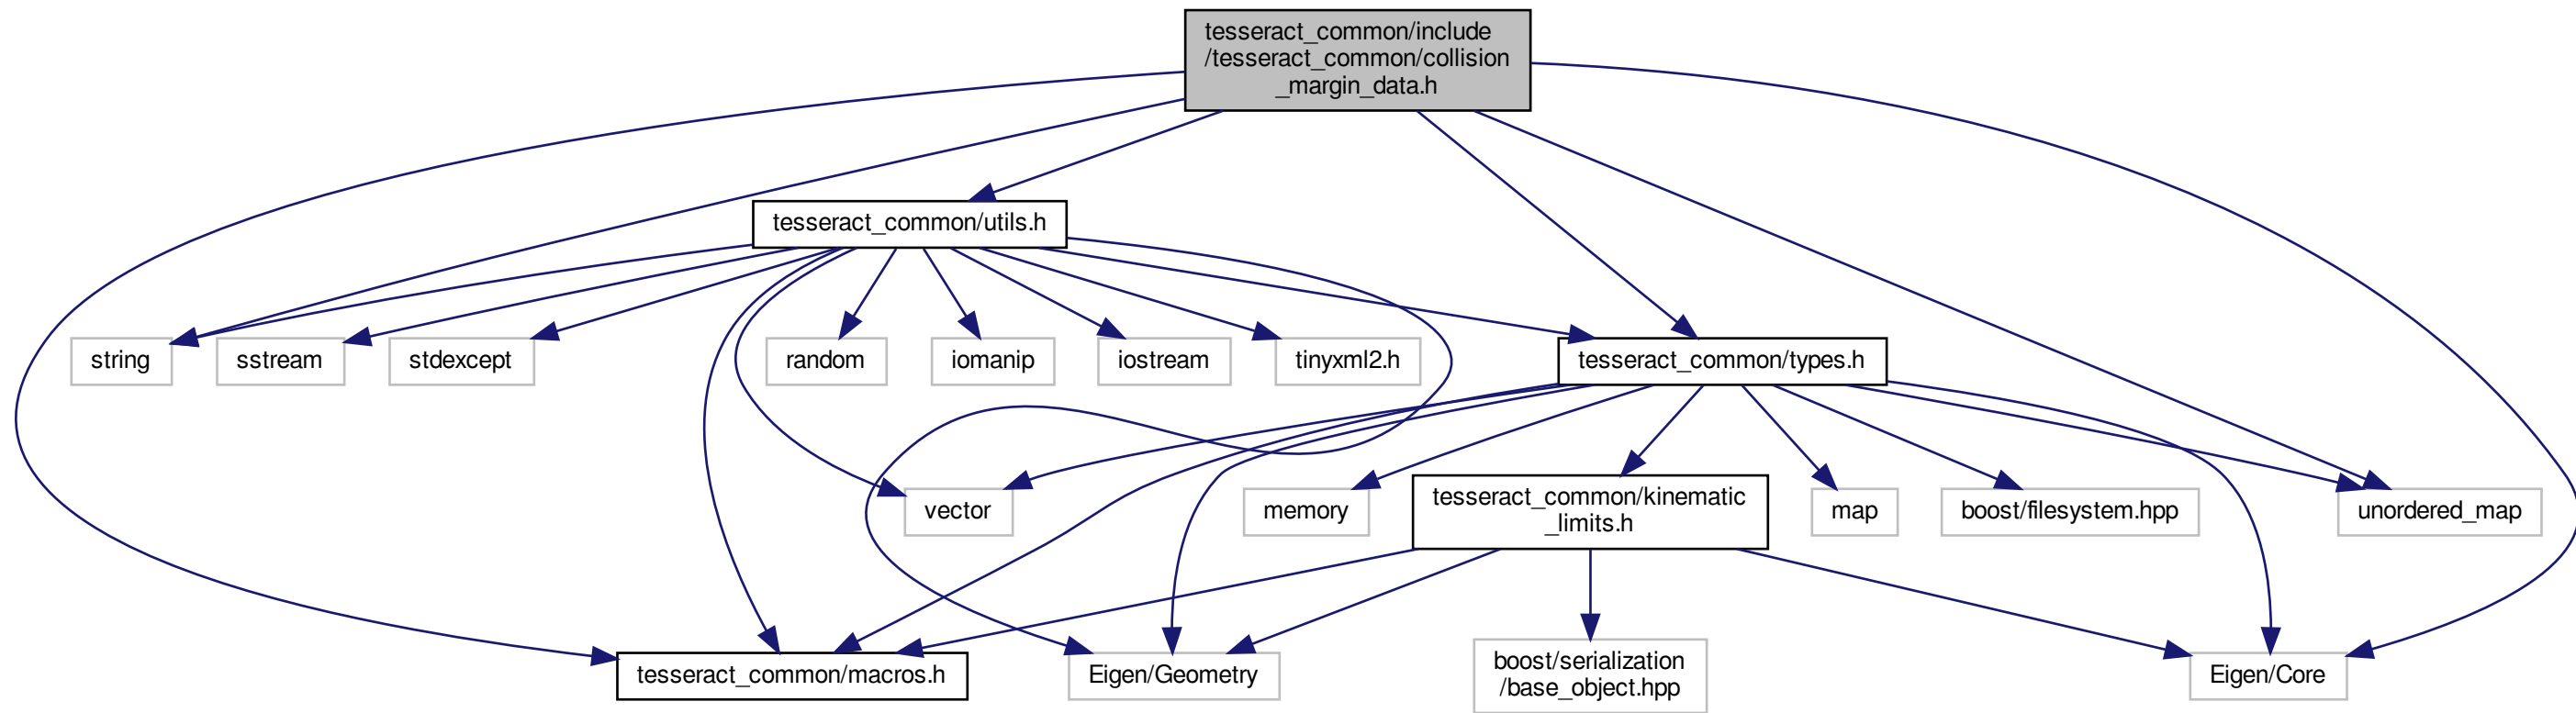 tesseract_common/include
/tesseract_common/collision
_margin_data.h
tesseract_common/utils.h
string
sstream
stdexcept
random
iomanip
iostream
tinyxml2.h
tesseract_common/types.h
vector
memory
tesseract_common/kinematic
_limits.h
map
boost/filesystem.hpp
unordered_map
tesseract_common/macros.h
Eigen/Geometry
boost/serialization
/base_object.hpp
Eigen/Core